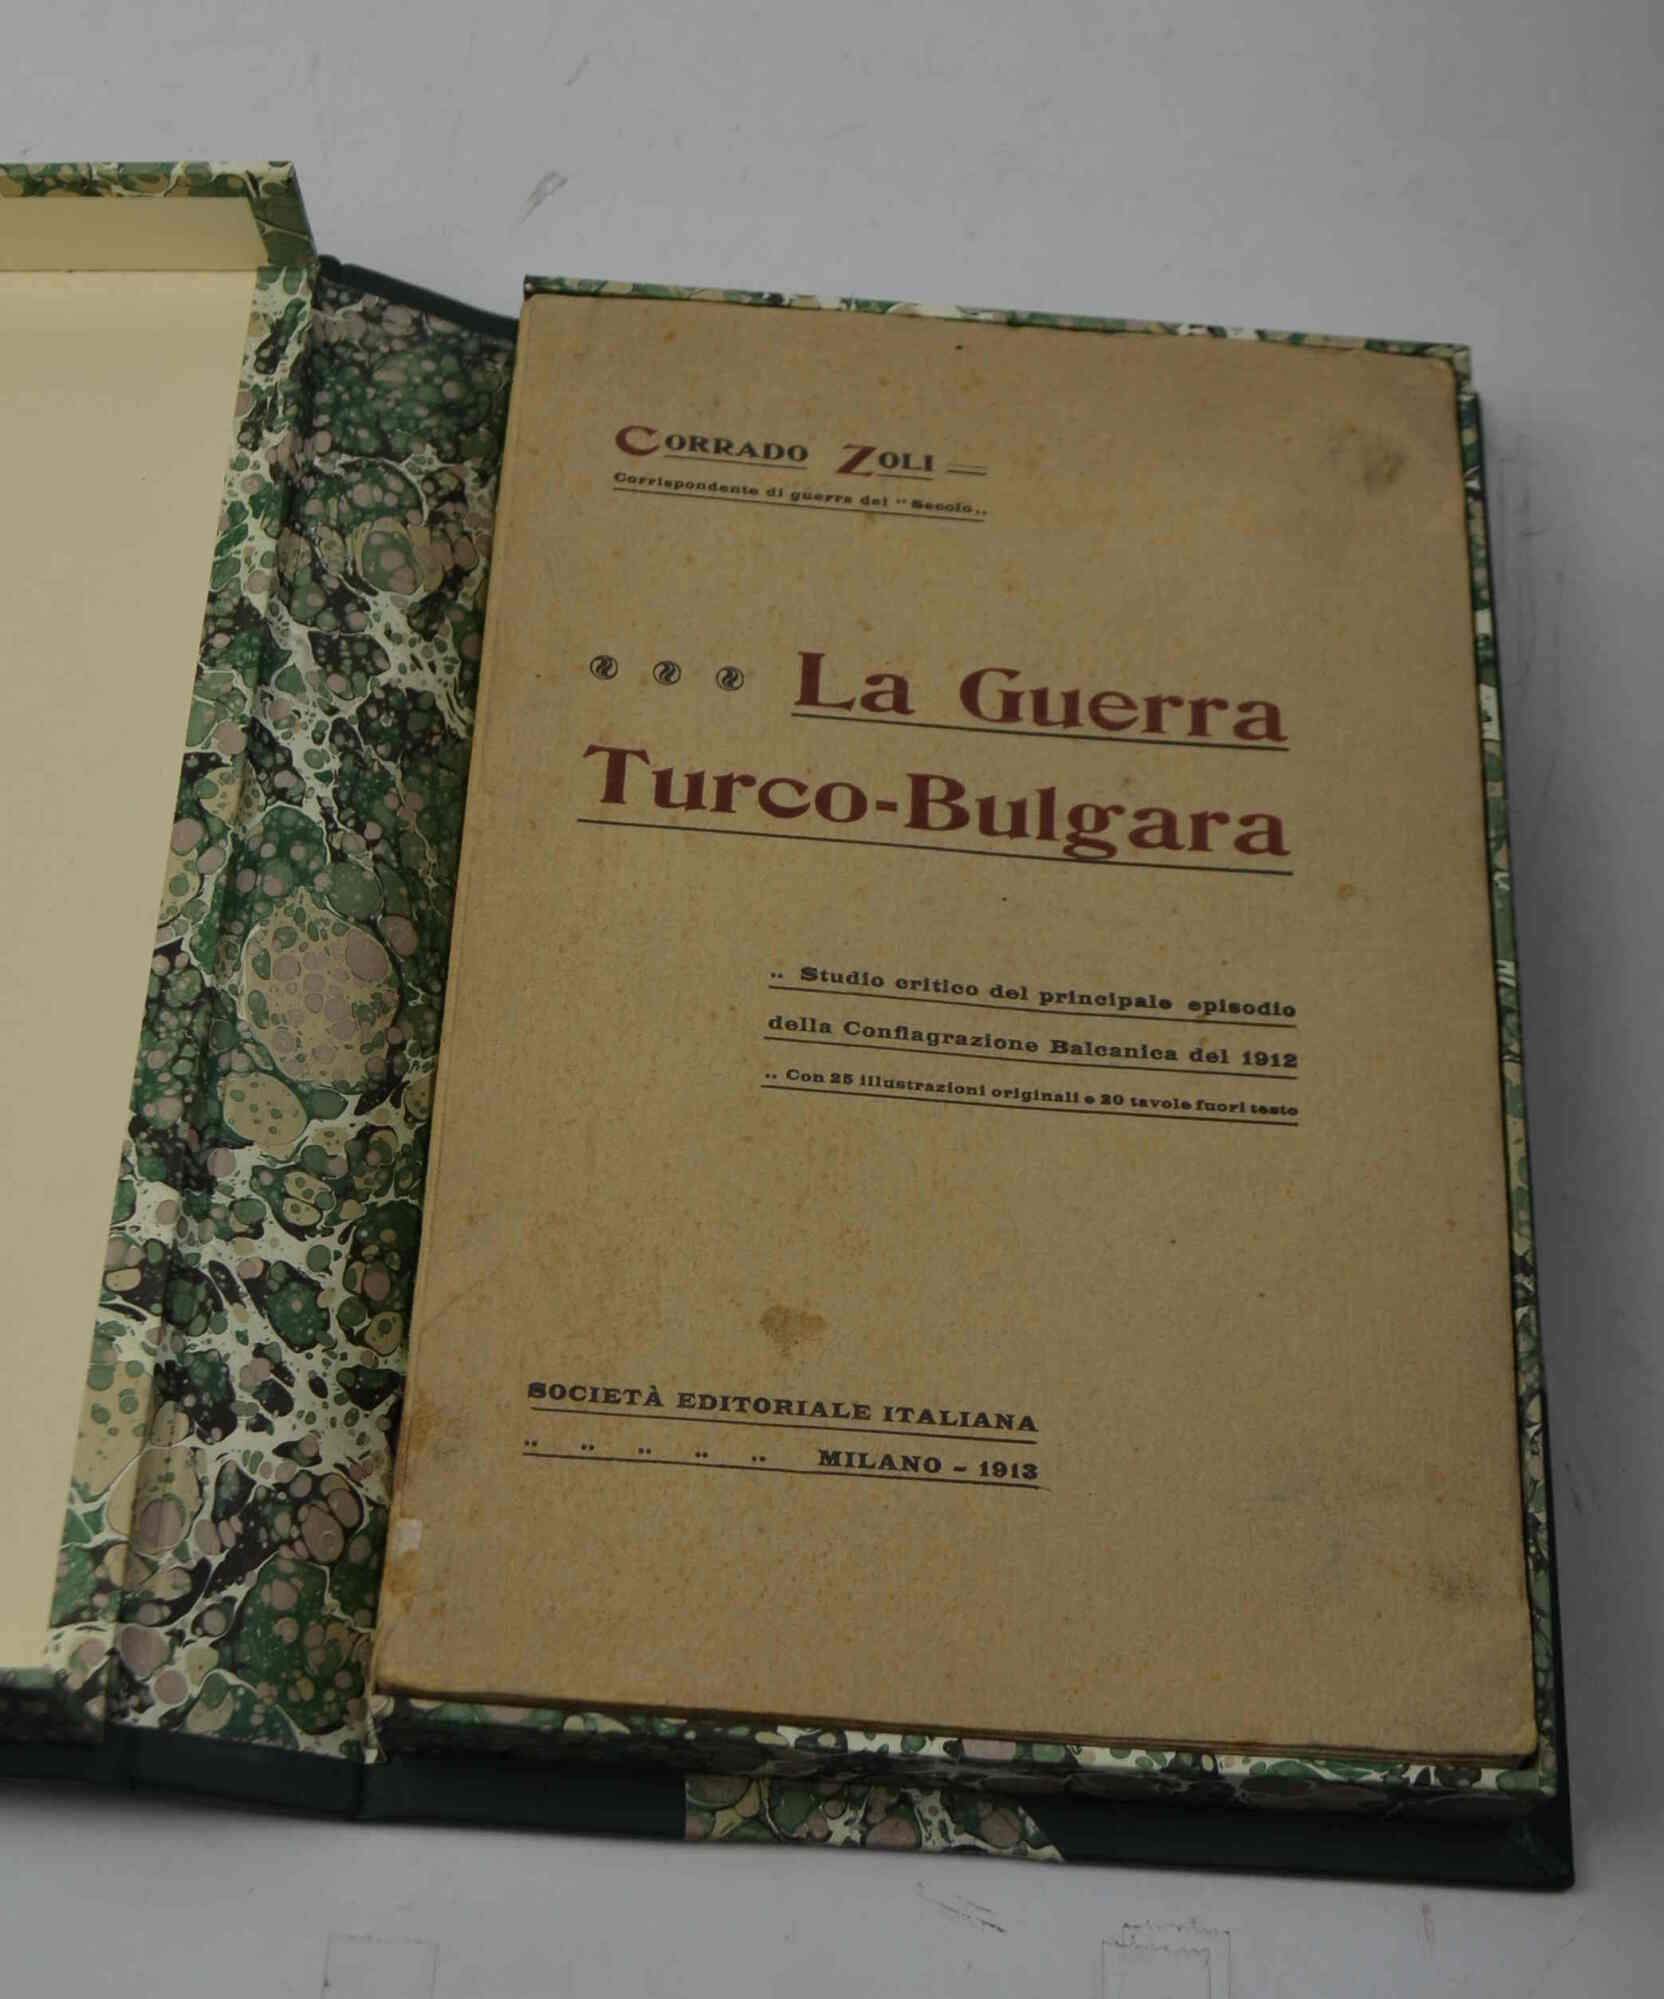 CORRADO ZOLI
Corrispondente di guerra del "Secolo,,
La Guerra
Turco-Bulgara
.. Studio critico del principale episodio
della Conflagrazione Balcanica del 1912
.. Con 25 illustrazioni originali e 20 tavole fuori testo
SOCIETÀ EDITORIALE ITALIANA
.. .. .. .. .. MILANO - 1913